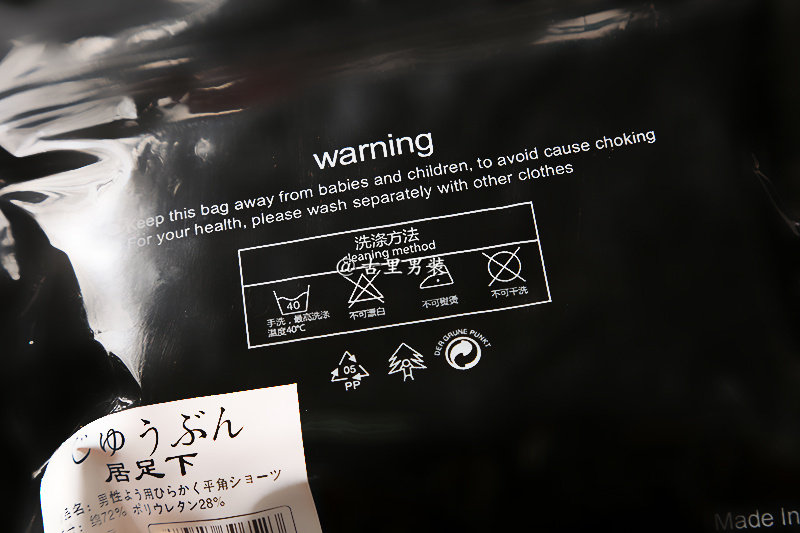 warning
Keep this bag away from babies and children, to avoid cause choking
For your health, please wash separately with other clothes
洗涤方法
cleaning method
@古里男装
40
手洗，最高洗涤
温度40℃
不可漂白
不可熨烫
不可干洗
05
PP
DER GRÜNE PUNKT
じゅうぶん
居足下
名：男性よう用ひらかく平角ショーツ
：綿72% ポリウレタン28%
Made In